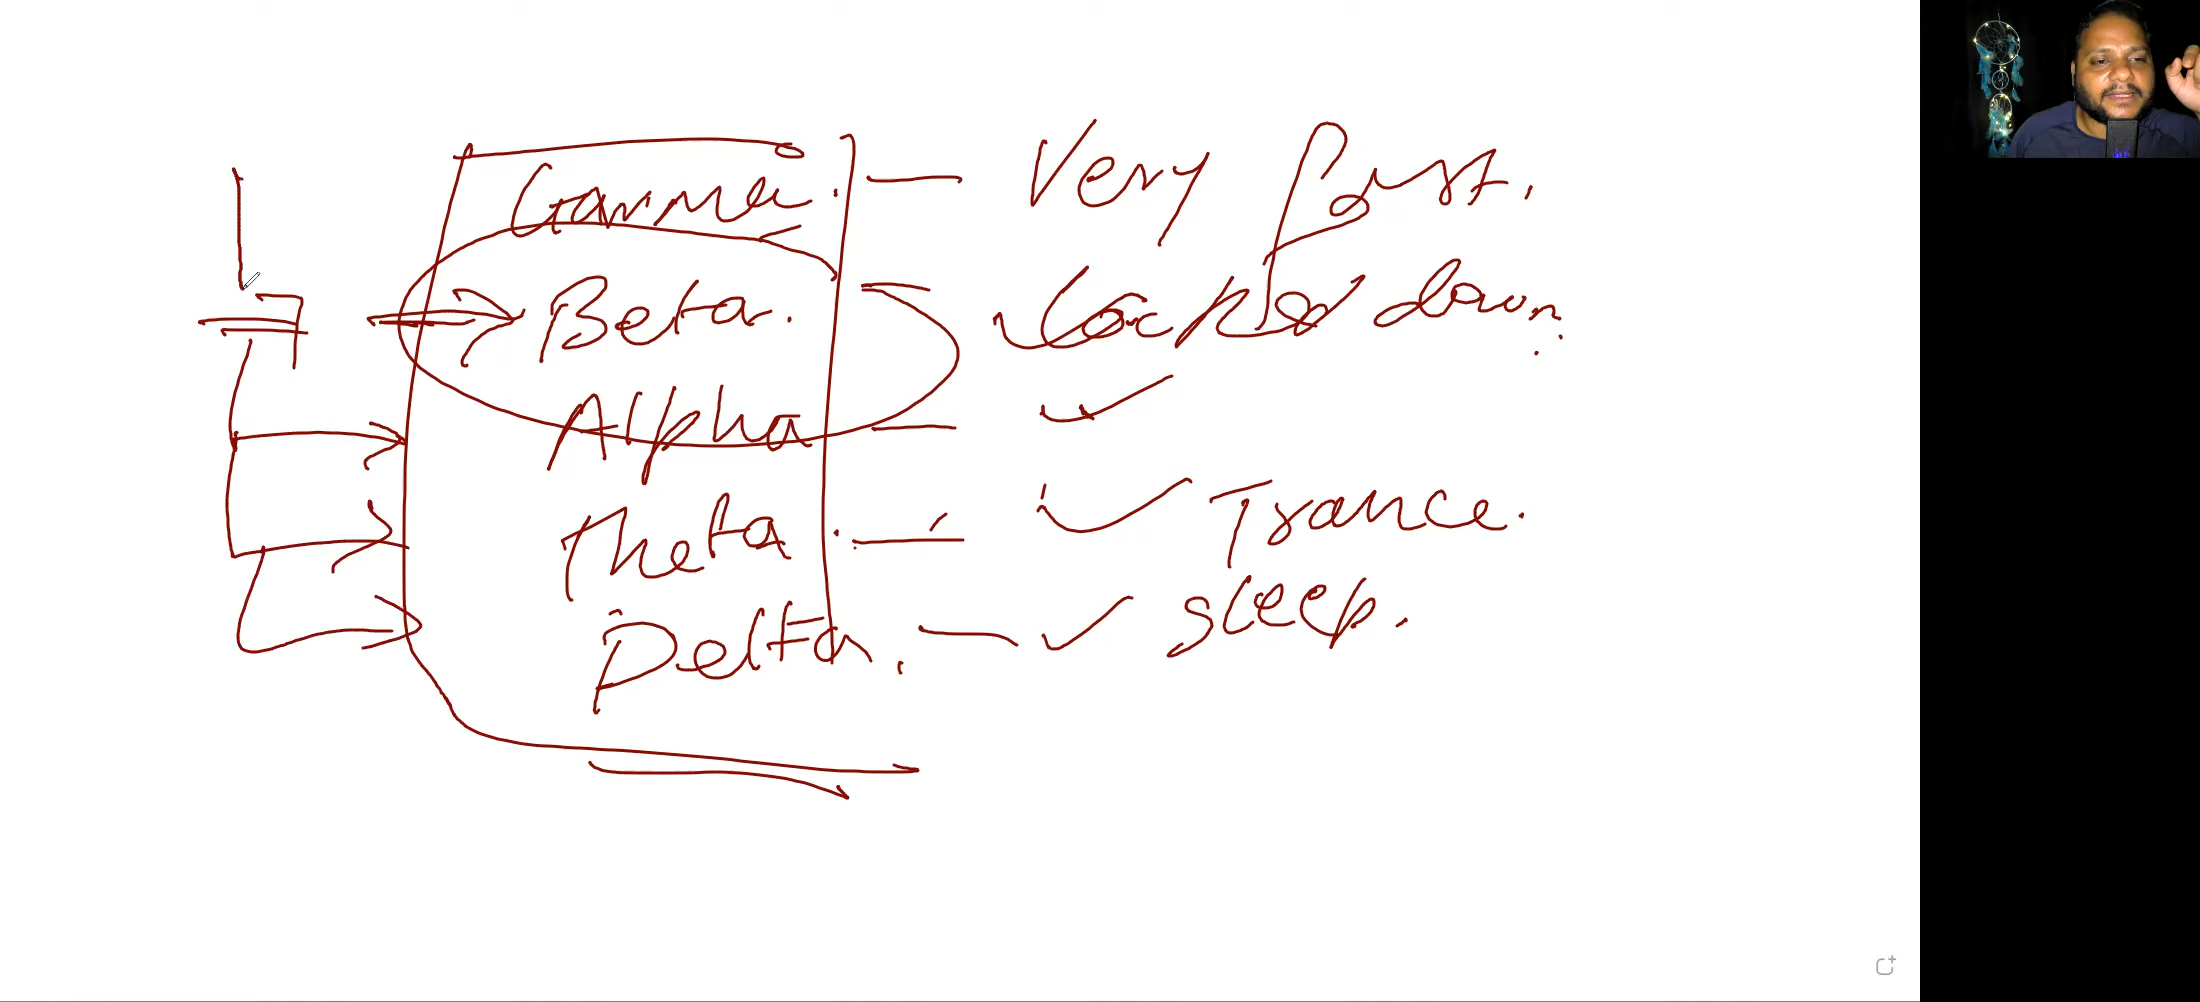 Gamma. — Very fast.
Beta. — locked down.
Alpha —
Theta. — Trance.
Delta. — sleep.